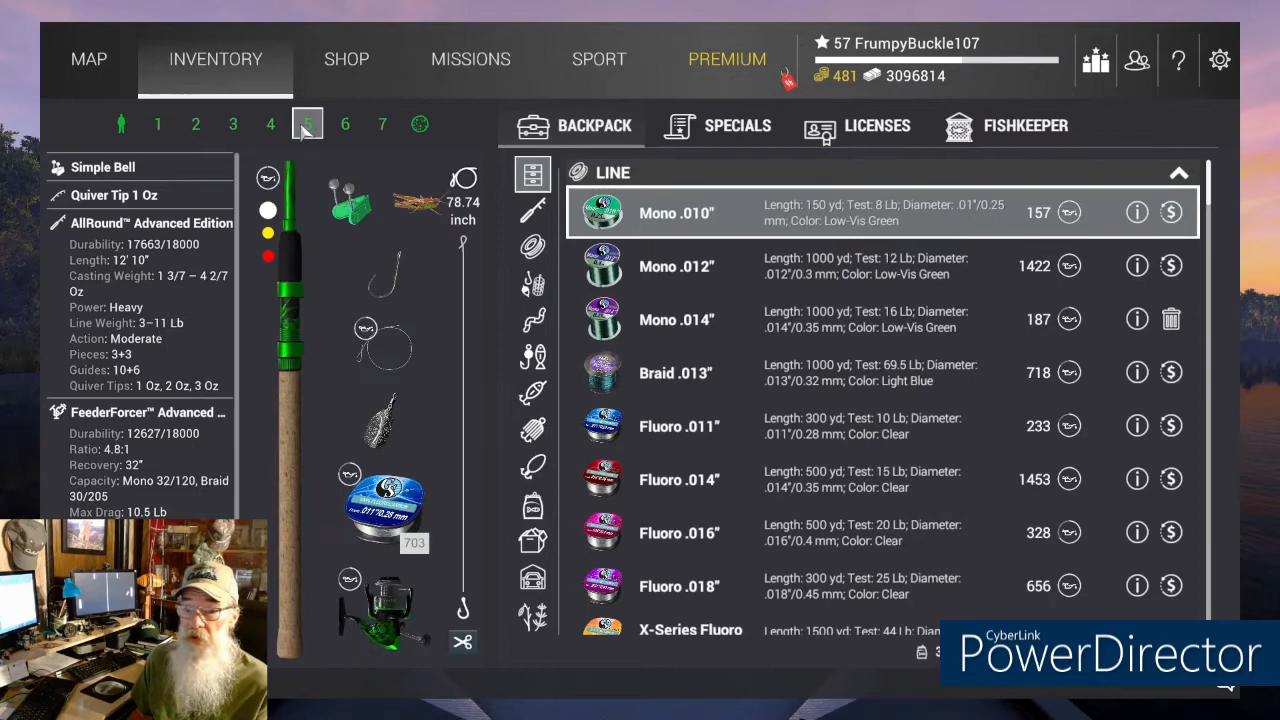 MAP
INVENTORY
SHOP
MISSIONS
SPORT
PREMIUM
57 FrumpyBuckle107
481 3096814
1 2 3 4 5 6 7
BACKPACK
SPECIALS
LICENSES
FISHKEEPER
Simple Bell
Quiver Tip 1 Oz
AllRound™ Advanced Edition
Durability: 17663/18000
Length: 12' 10"
Casting Weight: 1 3/7 – 4 2/7
Oz
Power: Heavy
Line Weight: 3–11 Lb
Action: Moderate
Pieces: 3+3
Guides: 10+6
Quiver Tips: 1 Oz, 2 Oz, 3 Oz
FeederForcer™ Advanced ...
Durability: 12627/18000
Ratio: 4.8:1
Recovery: 32"
Capacity: Mono 32/120, Braid
30/205
Max Drag: 10.5 Lb
78.74
inch
.011"/0.28 mm
703
LINE
Mono .010"
Length: 150 yd; Test: 8 Lb; Diameter: .01"/0.25
mm; Color: Low-Vis Green
157
Mono .012"
Length: 1000 yd; Test: 12 Lb; Diameter:
.012"/0.3 mm; Color: Low-Vis Green
1422
Mono .014"
Length: 1000 yd; Test: 16 Lb; Diameter:
.014"/0.35 mm; Color: Low-Vis Green
187
Braid .013"
Length: 1000 yd; Test: 69.5 Lb; Diameter:
.013"/0.32 mm; Color: Light Blue
718
Fluoro .011"
Length: 300 yd; Test: 10 Lb; Diameter:
.011"/0.28 mm; Color: Clear
233
Fluoro .014"
Length: 500 yd; Test: 15 Lb; Diameter:
.014"/0.35 mm; Color: Clear
1453
Fluoro .016"
Length: 500 yd; Test: 20 Lb; Diameter:
.016"/0.4 mm; Color: Clear
328
Fluoro .018"
Length: 300 yd; Test: 25 Lb; Diameter:
.018"/0.45 mm; Color: Clear
656
X-Series Fluoro
Length: 1500 yd; Test: 44 Lb;
CyberLink
PowerDirector